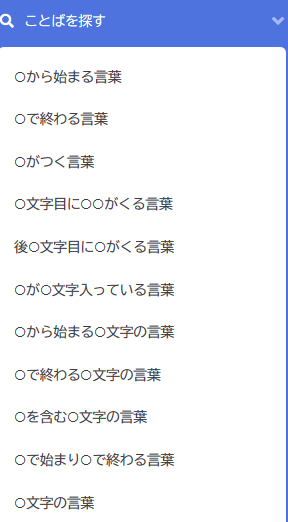 ことばを探す
○から始まる言葉
○で終わる言葉
○がつく言葉
○文字目に○○がくる言葉
後○文字目に○がくる言葉
○が○文字入っている言葉
○から始まる○文字の言葉
○で終わる○文字の言葉
○を含む○文字の言葉
○で始まり○で終わる言葉
○文字の言葉